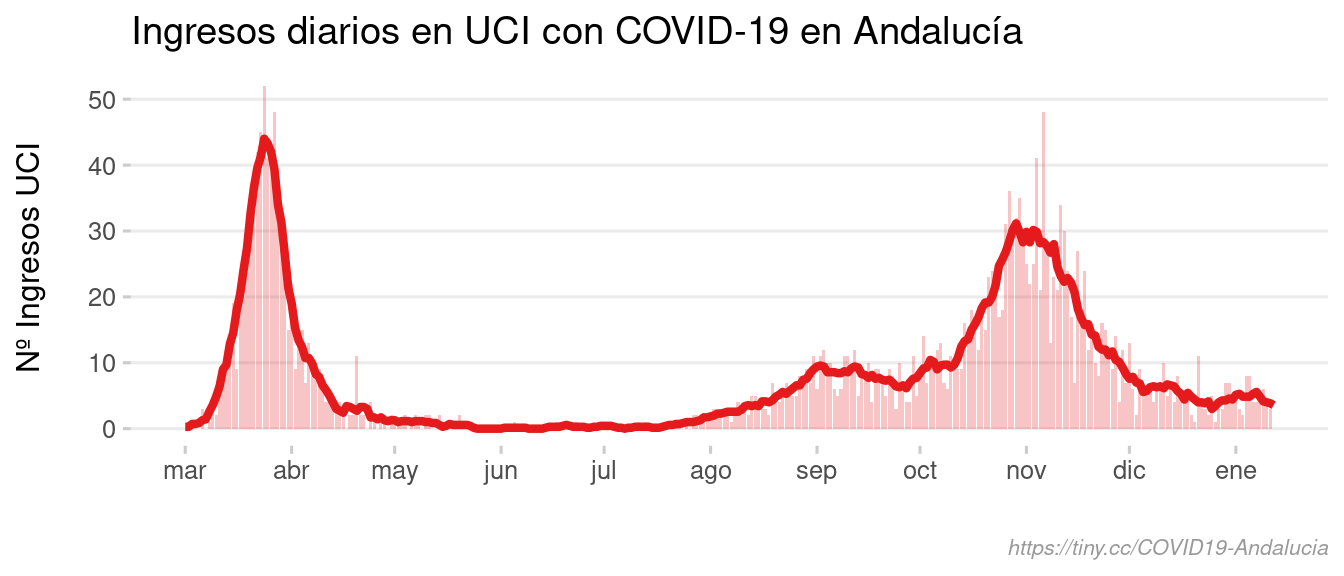 Ingresos diarios en UCI con COVID-19 en Andalucía
Nº Ingresos UCI
50
40
30
20
10
0
mar abr may jun jul ago sep oct nov dic ene
https://tiny.cc/COVID19-Andalucia